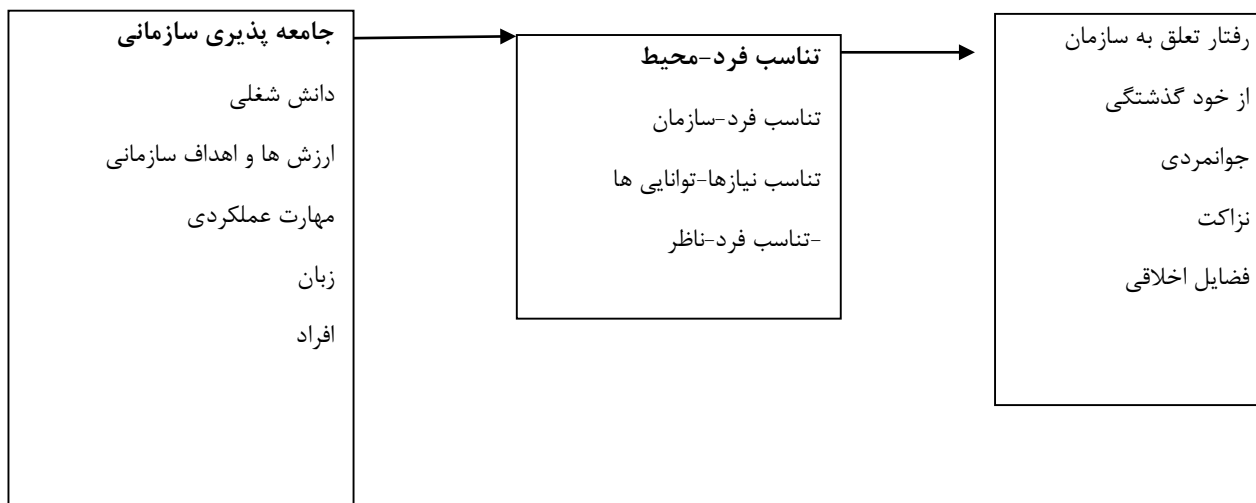 جامعه پذیری سازمانی
دانش شغلی
ارزش ها و اهداف سازمانی
مهارت عملکردی
زبان
افراد
تناسب فرد-محیط
تناسب فرد-سازمان
تناسب نیازها-توانایی ها
-تناسب فرد-ناظر
رفتار تعلق به سازمان
از خود گذشتگی
جوانمردی
نزاکت
فضایل اخلاقی